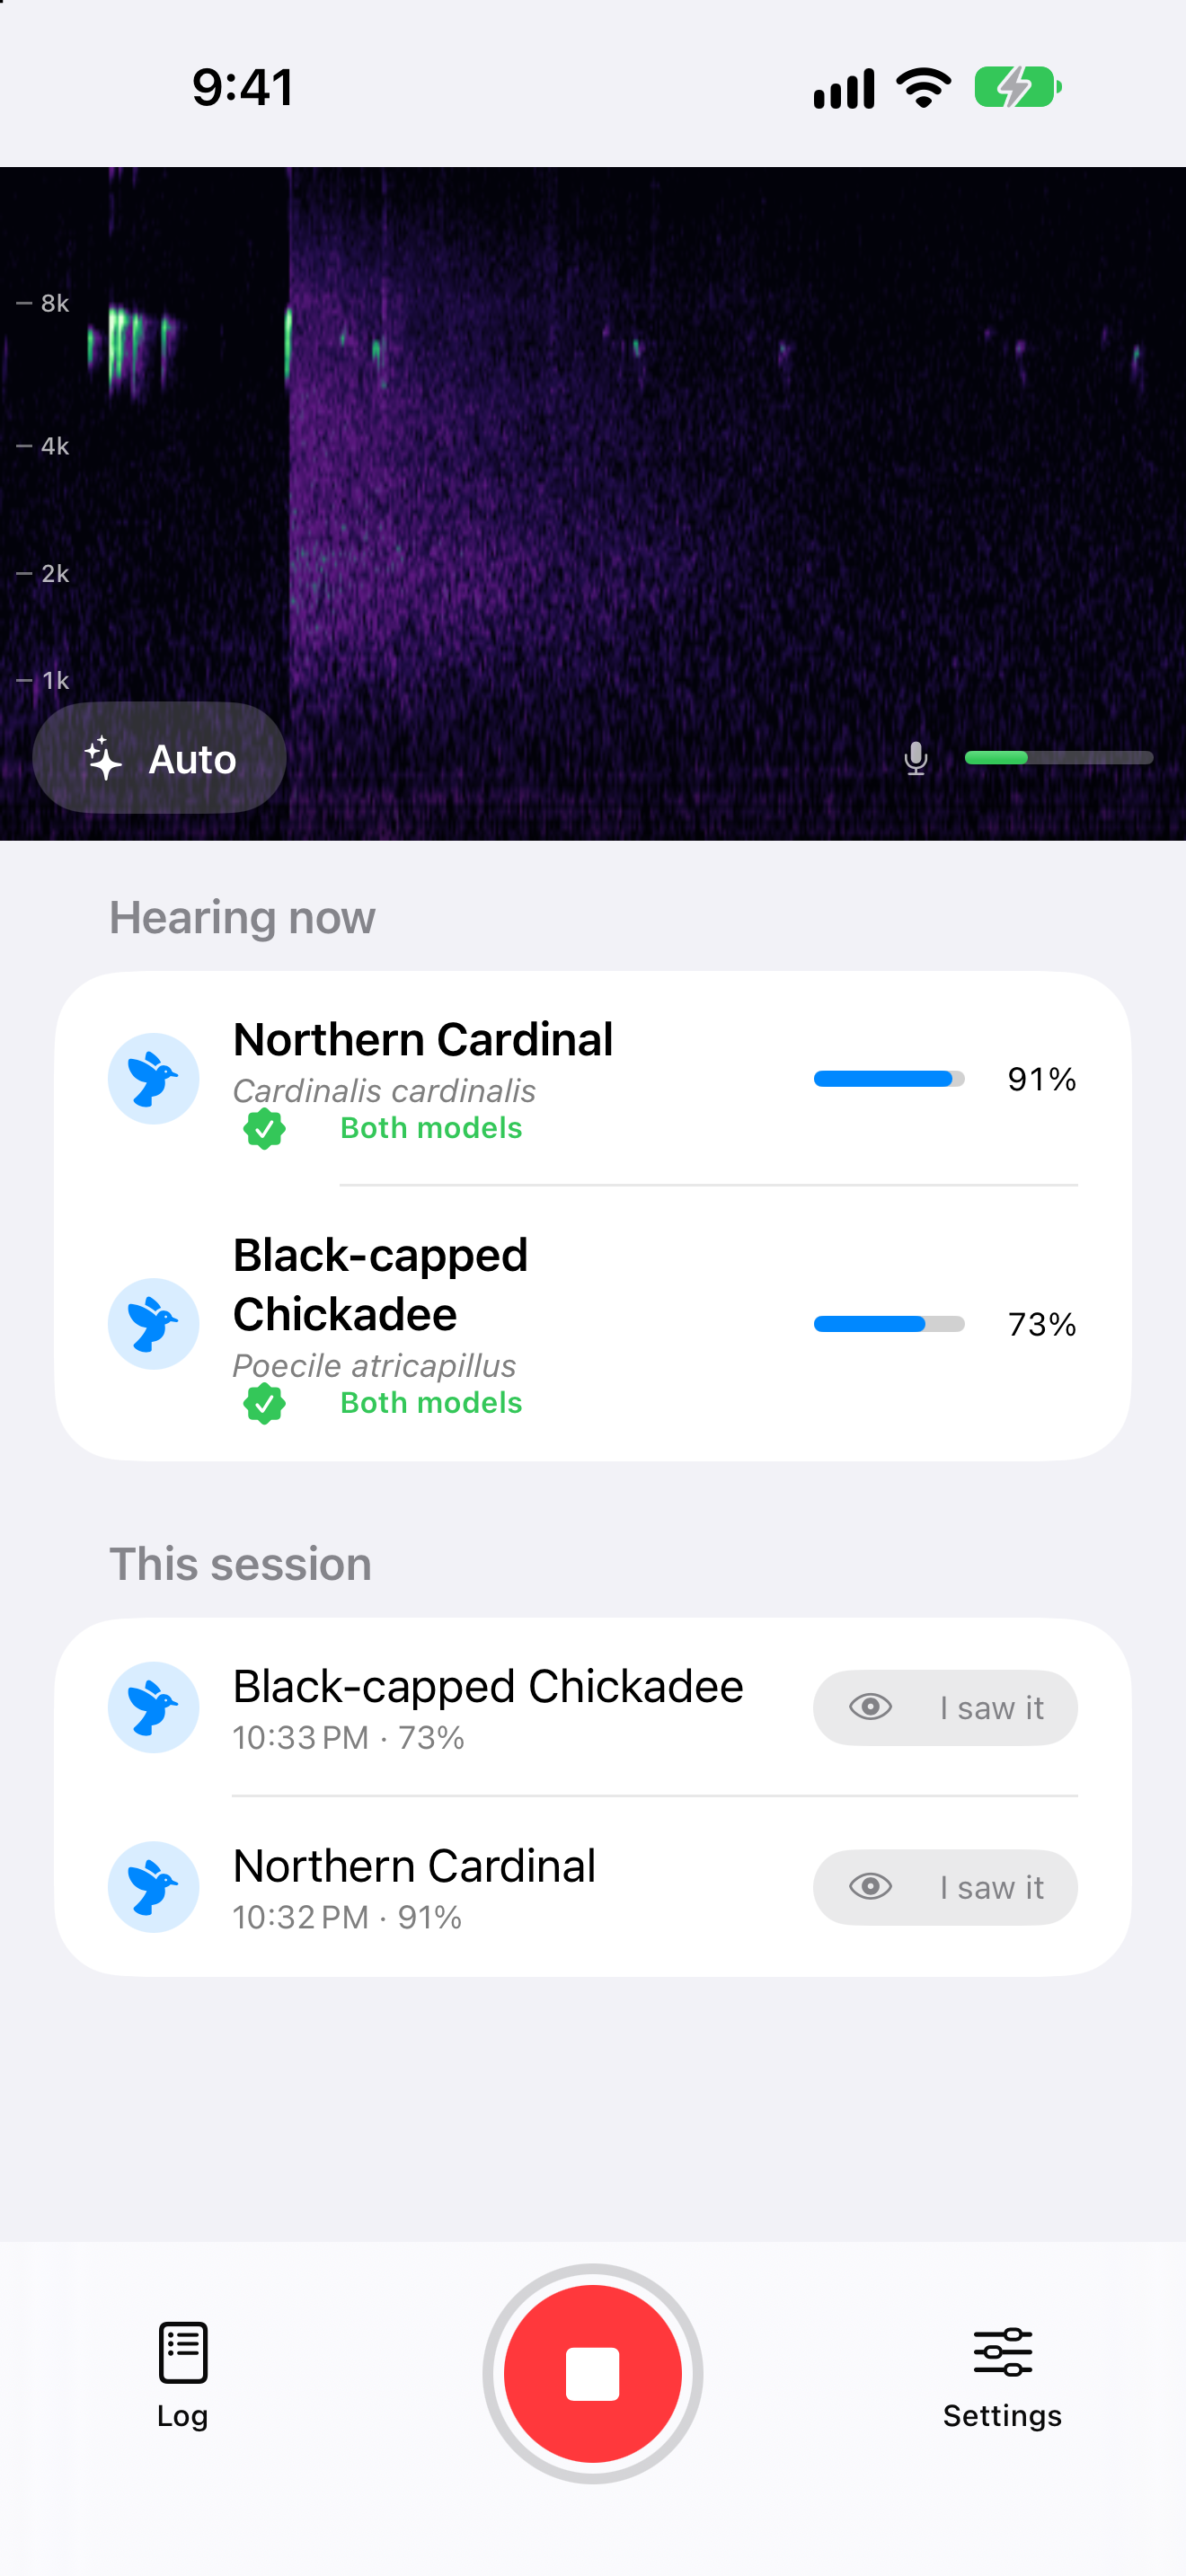 9:41
8k
4k
2k
1k
Auto
Hearing now
Northern Cardinal
Cardinalis cardinalis
Both models
91%
Black-capped
Chickadee
Poecile atricapillus
Both models
73%
This session
Black-capped Chickadee
10:33 PM · 73%
I saw it
Northern Cardinal
10:32 PM · 91%
I saw it
Log
Settings